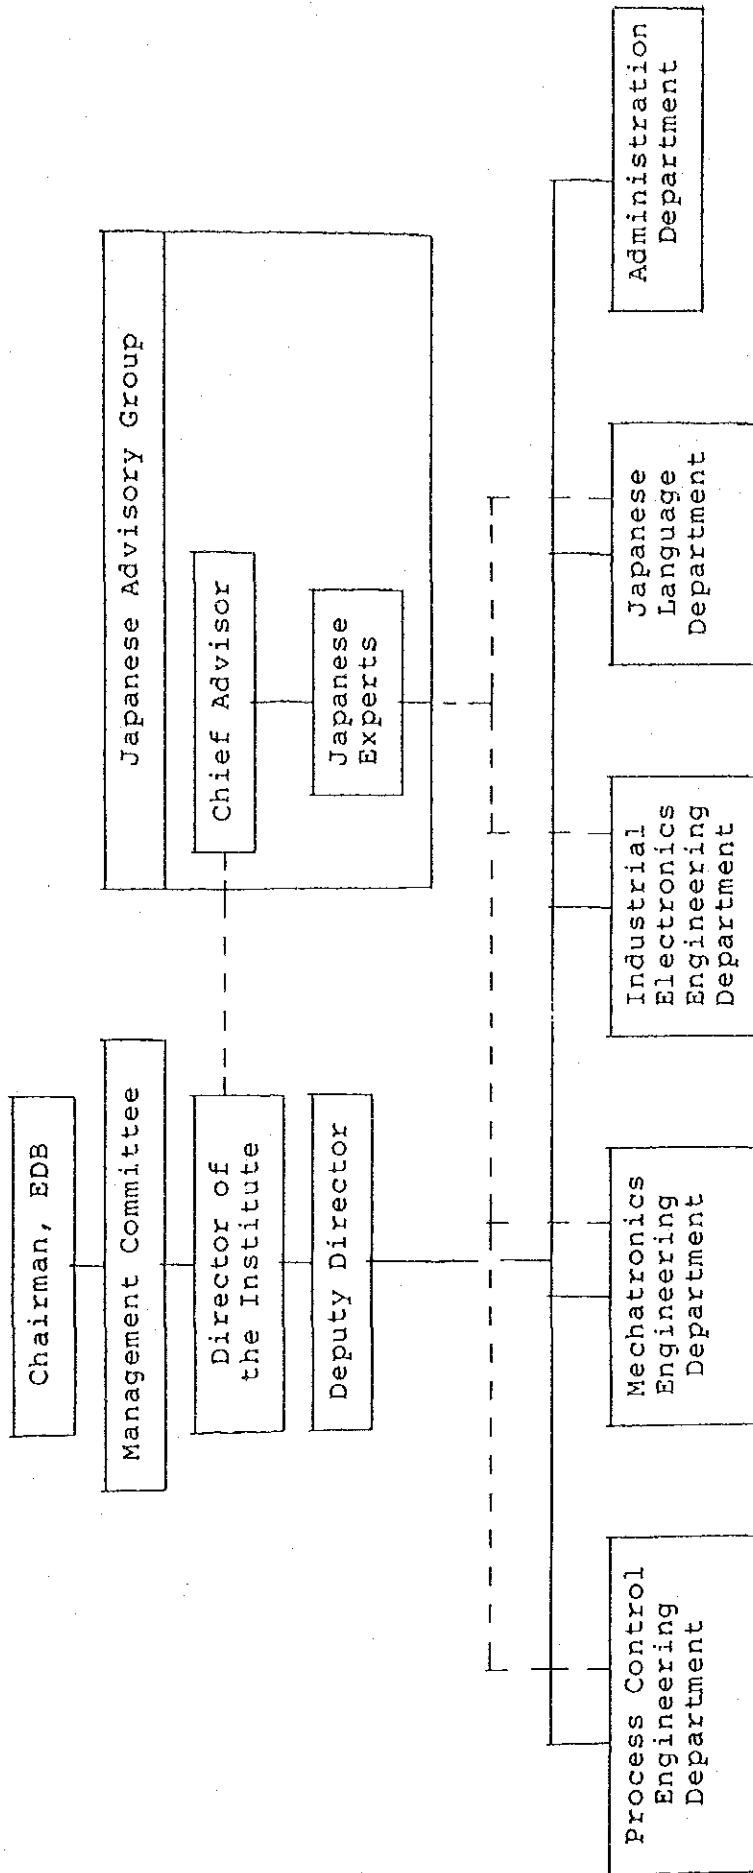 Chairman, EDB
Management Committee
Director of
the Institute
Deputy Director
Japanese Advisory Group
Chief Advisor
Japanese
Experts
Process Control
Engineering
Department
Mechatronics
Engineering
Department
Industrial
Electronics
Engineering
Department
Japanese
Language
Department
Administration
Department